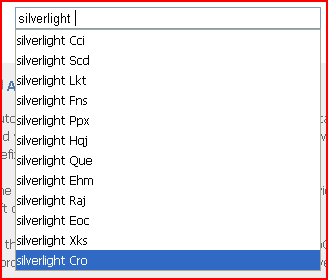 silverlight
silverlight Cci
silverlight Scd
silverlight Lkt
silverlight Fns
silverlight Ppx
silverlight Hqj
silverlight Que
silverlight Ehm
silverlight Raj
silverlight Eoc
silverlight Xks
silverlight Cro